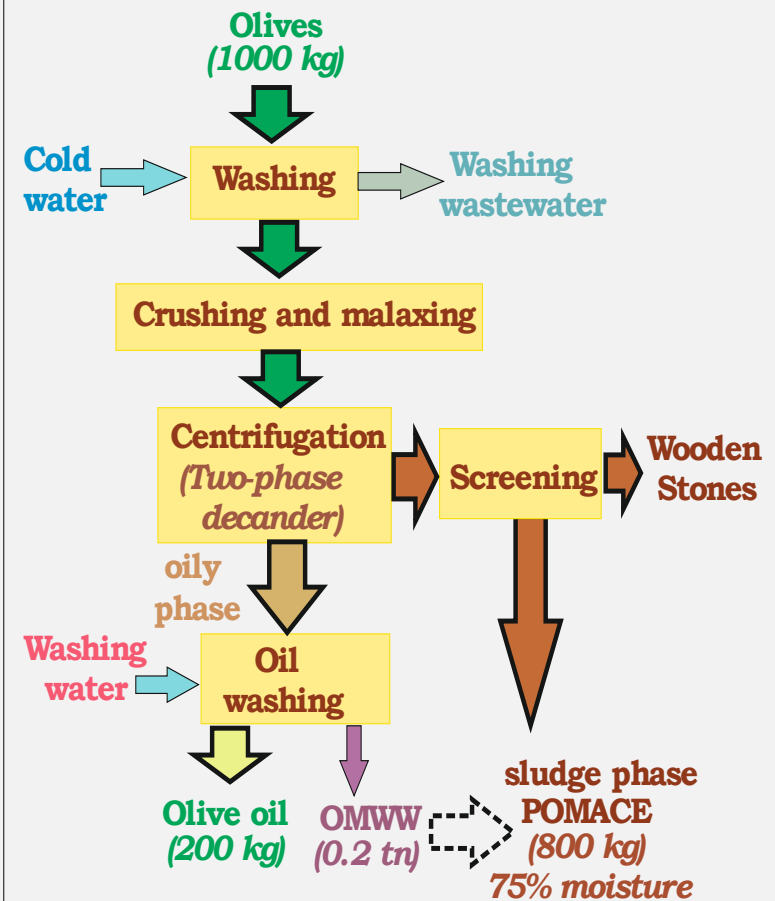 Olives
(1000 kg)
Cold
water
Washing
Washing
wastewater
Crushing and malaxing
Centrifugation
(Two-phase
decander)
Screening
Wooden
Stones
oily
phase
Washing
water
Oil
washing
Olive oil
(200 kg)
OMWW
(0.2 tn)
sludge phase
POMACE
(800 kg)
75% moisture